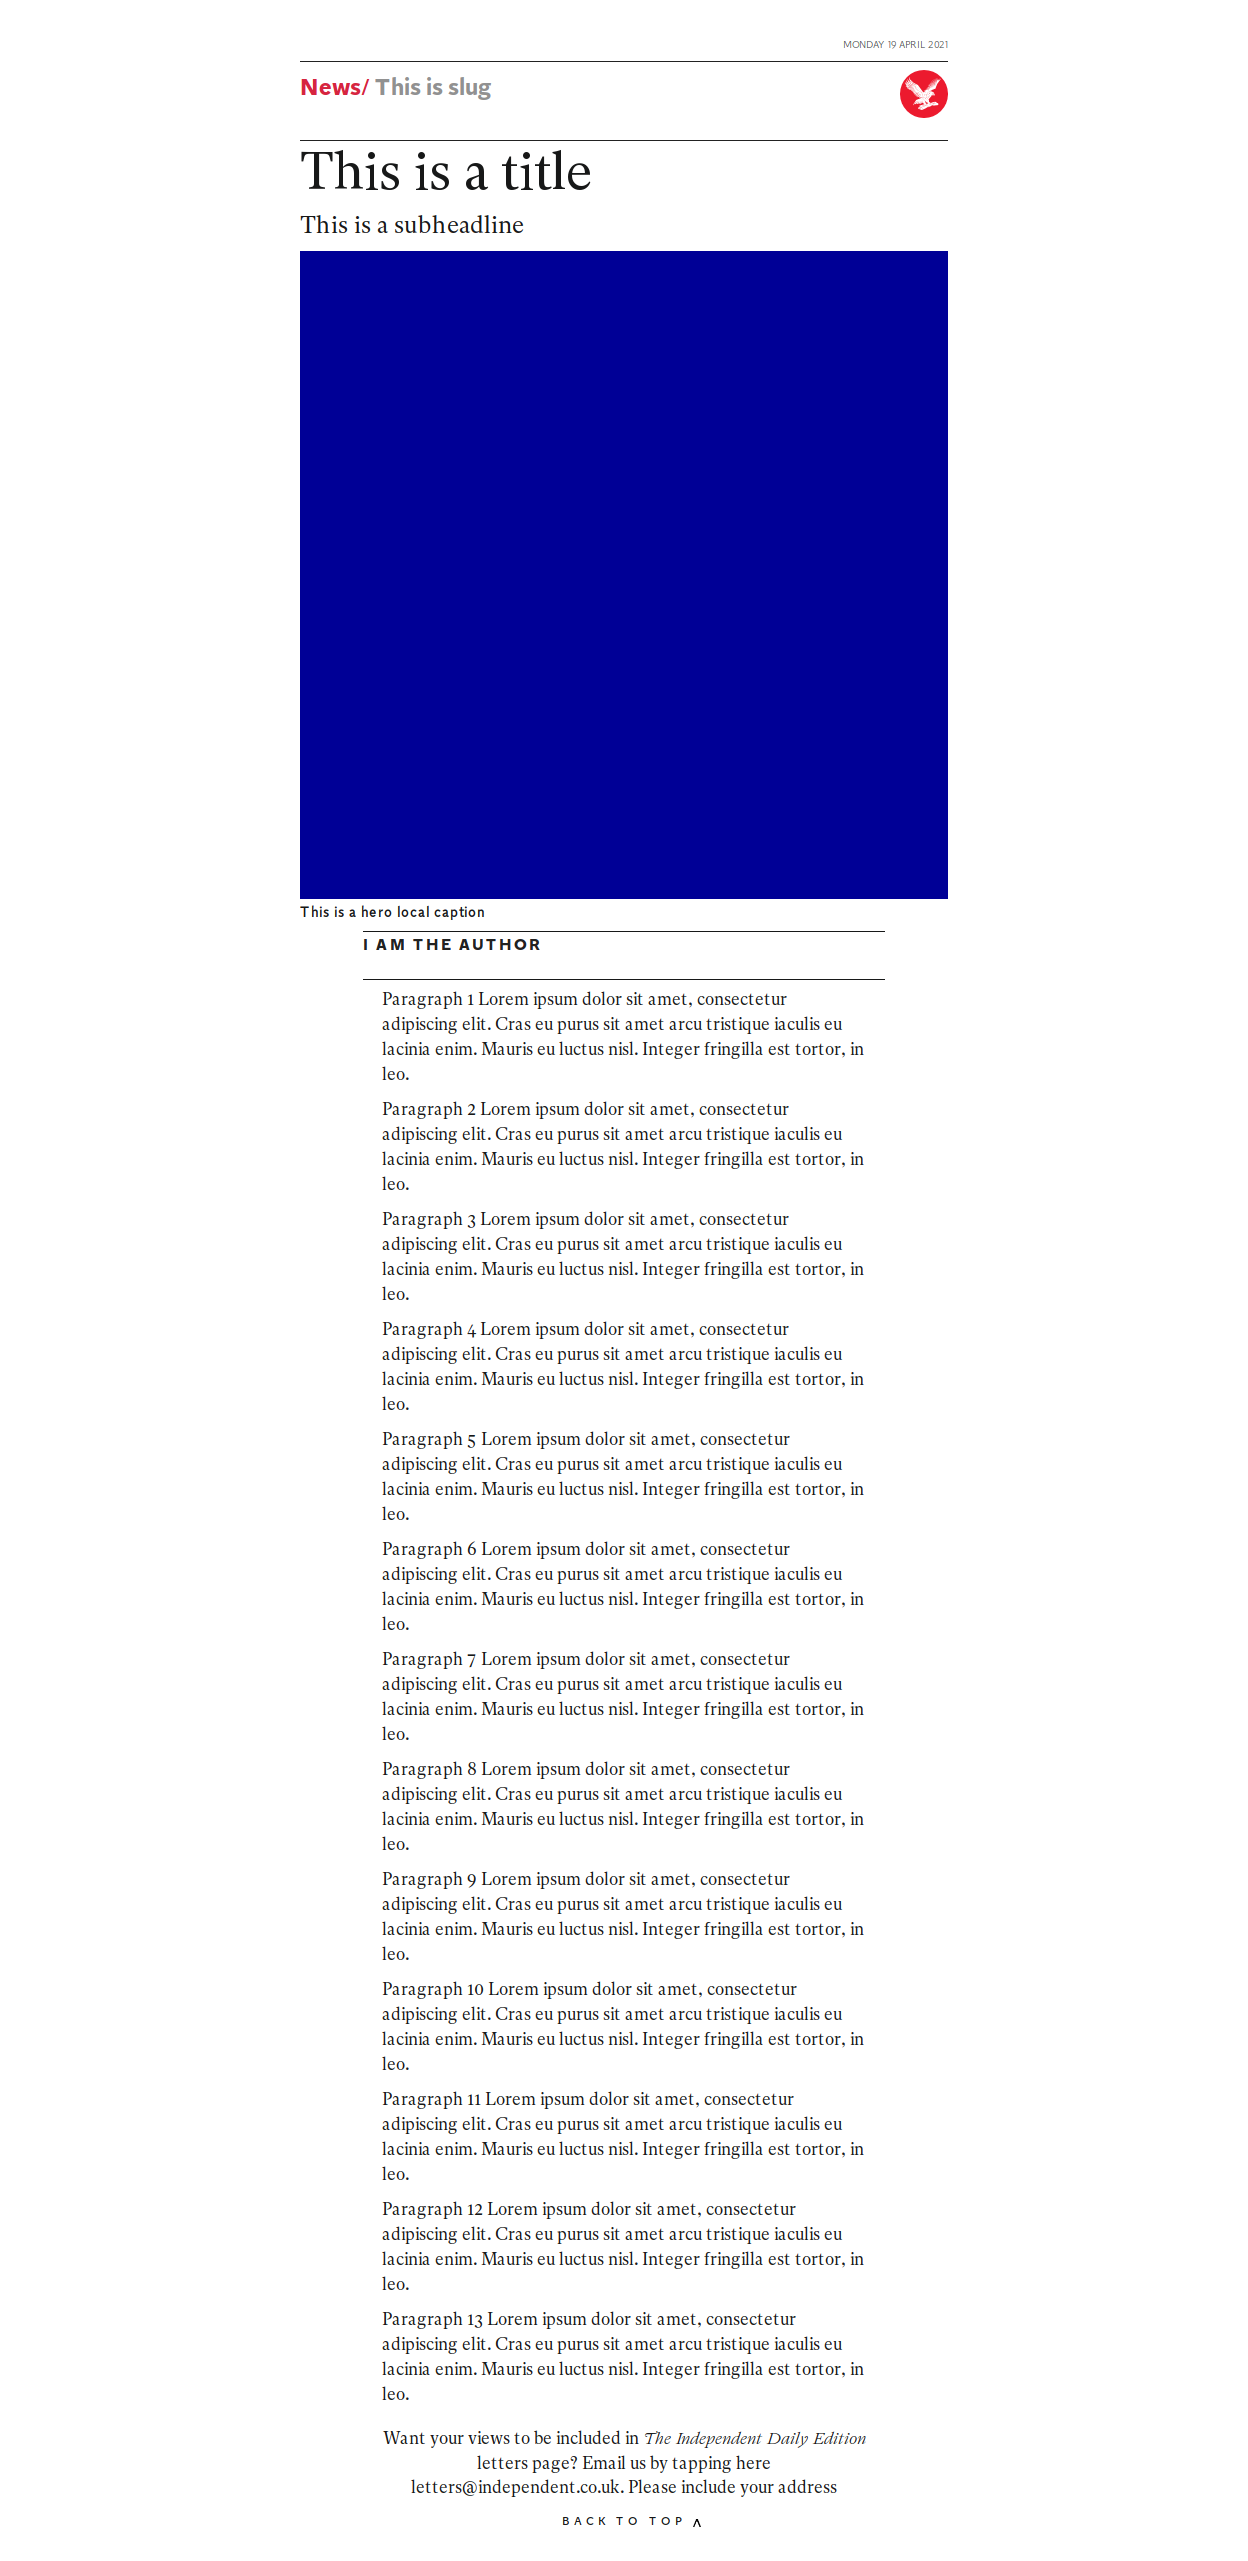 MONDAY 19 APRIL 2021
News/ This is slug
This is a title
This is a subheadline
This is a hero local caption
I AM THE AUTHOR
Paragraph 1 Lorem ipsum dolor sit amet, consectetur
adipiscing elit. Cras eu purus sit amet arcu tristique iaculis eu
lacinia enim. Mauris eu luctus nisl. Integer fringilla est tortor, in
leo.
Paragraph 2 Lorem ipsum dolor sit amet, consectetur
adipiscing elit. Cras eu purus sit amet arcu tristique iaculis eu
lacinia enim. Mauris eu luctus nisl. Integer fringilla est tortor, in
leo.
Paragraph 3 Lorem ipsum dolor sit amet, consectetur
adipiscing elit. Cras eu purus sit amet arcu tristique iaculis eu
lacinia enim. Mauris eu luctus nisl. Integer fringilla est tortor, in
leo.
Paragraph 4 Lorem ipsum dolor sit amet, consectetur
adipiscing elit. Cras eu purus sit amet arcu tristique iaculis eu
lacinia enim. Mauris eu luctus nisl. Integer fringilla est tortor, in
leo.
Paragraph 5 Lorem ipsum dolor sit amet, consectetur
adipiscing elit. Cras eu purus sit amet arcu tristique iaculis eu
lacinia enim. Mauris eu luctus nisl. Integer fringilla est tortor, in
leo.
Paragraph 6 Lorem ipsum dolor sit amet, consectetur
adipiscing elit. Cras eu purus sit amet arcu tristique iaculis eu
lacinia enim. Mauris eu luctus nisl. Integer fringilla est tortor, in
leo.
Paragraph 7 Lorem ipsum dolor sit amet, consectetur
adipiscing elit. Cras eu purus sit amet arcu tristique iaculis eu
lacinia enim. Mauris eu luctus nisl. Integer fringilla est tortor, in
leo.
Paragraph 8 Lorem ipsum dolor sit amet, consectetur
adipiscing elit. Cras eu purus sit amet arcu tristique iaculis eu
lacinia enim. Mauris eu luctus nisl. Integer fringilla est tortor, in
leo.
Paragraph 9 Lorem ipsum dolor sit amet, consectetur
adipiscing elit. Cras eu purus sit amet arcu tristique iaculis eu
lacinia enim. Mauris eu luctus nisl. Integer fringilla est tortor, in
leo.
Paragraph 10 Lorem ipsum dolor sit amet, consectetur
adipiscing elit. Cras eu purus sit amet arcu tristique iaculis eu
lacinia enim. Mauris eu luctus nisl. Integer fringilla est tortor, in
leo.
Paragraph 11 Lorem ipsum dolor sit amet, consectetur
adipiscing elit. Cras eu purus sit amet arcu tristique iaculis eu
lacinia enim. Mauris eu luctus nisl. Integer fringilla est tortor, in
leo.
Paragraph 12 Lorem ipsum dolor sit amet, consectetur
adipiscing elit. Cras eu purus sit amet arcu tristique iaculis eu
lacinia enim. Mauris eu luctus nisl. Integer fringilla est tortor, in
leo.
Paragraph 13 Lorem ipsum dolor sit amet, consectetur
adipiscing elit. Cras eu purus sit amet arcu tristique iaculis eu
lacinia enim. Mauris eu luctus nisl. Integer fringilla est tortor, in
leo.
Want your views to be included in The Independent Daily Edition
letters page? Email us by tapping here
letters@independent.co.uk. Please include your address
BACK TO TOP ^